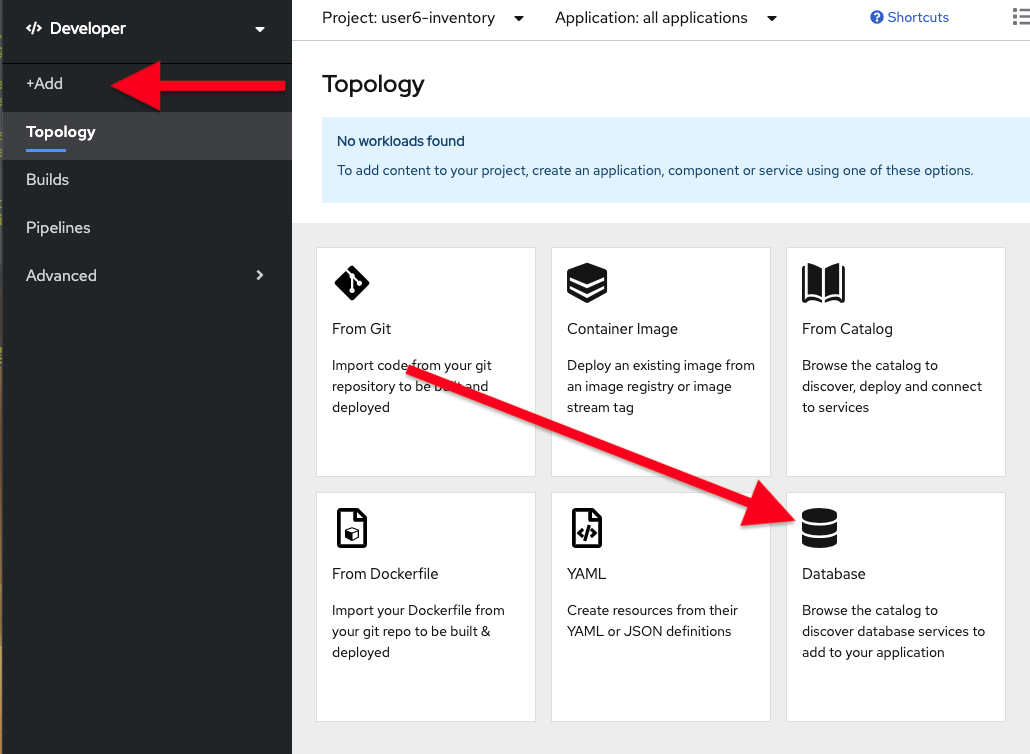 Developer
Project: user6-inventory
Application: all applications
Shortcuts
+Add
Topology
Builds
Pipelines
Advanced
Topology
No workloads found
To add content to your project, create an application, component or service using one of these options.
From Git
Import code from your git
repository to be built and
deployed
Container Image
Deploy an existing image from
an image registry or image
stream tag
From Catalog
Browse the catalog to
discover, deploy and connect
to services
From Dockerfile
Import your Dockerfile from
your git repo to be built &
deployed
YAML
Create resources from their
YAML or JSON definitions
Database
Browse the catalog to
discover database services to
add to your application